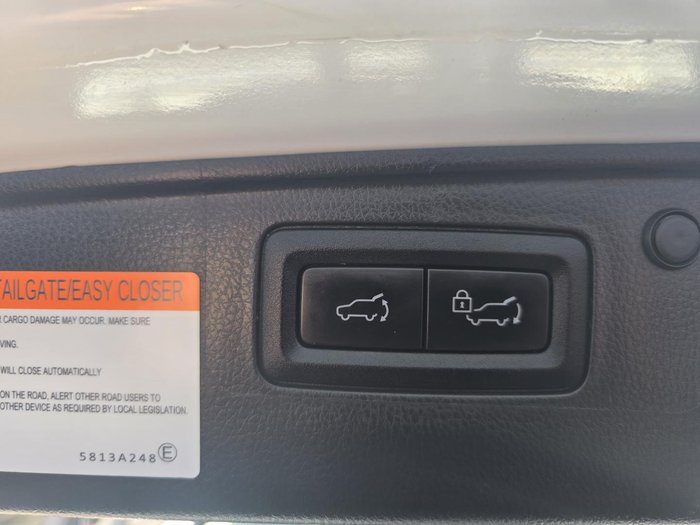 TAILGATE/EASY CLOSER
CARGO DAMAGE MAY OCCUR. MAKE SURE
VING.
WILL CLOSE AUTOMATICALLY
ON THE ROAD, ALERT OTHER ROAD USERS TO
OTHER DEVICE AS REQUIRED BY LOCAL LEGISLATION.
5813A248 E